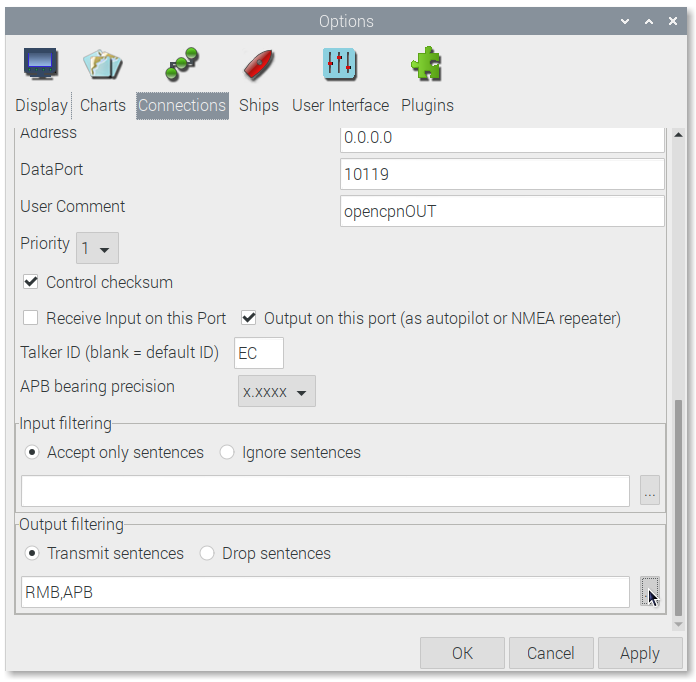 Options
Display Charts Connections Ships User Interface Plugins
Address 0.0.0.0
DataPort 10119
User Comment opencpnOUT
Priority 1
Control checksum
Receive Input on this Port Output on this port (as autopilot or NMEA repeater)
Talker ID (blank = default ID) EC
APB bearing precision x.xxxx
Input filtering
Accept only sentences Ignore sentences
...
Output filtering
Transmit sentences Drop sentences
RMB,APB
OK Cancel Apply